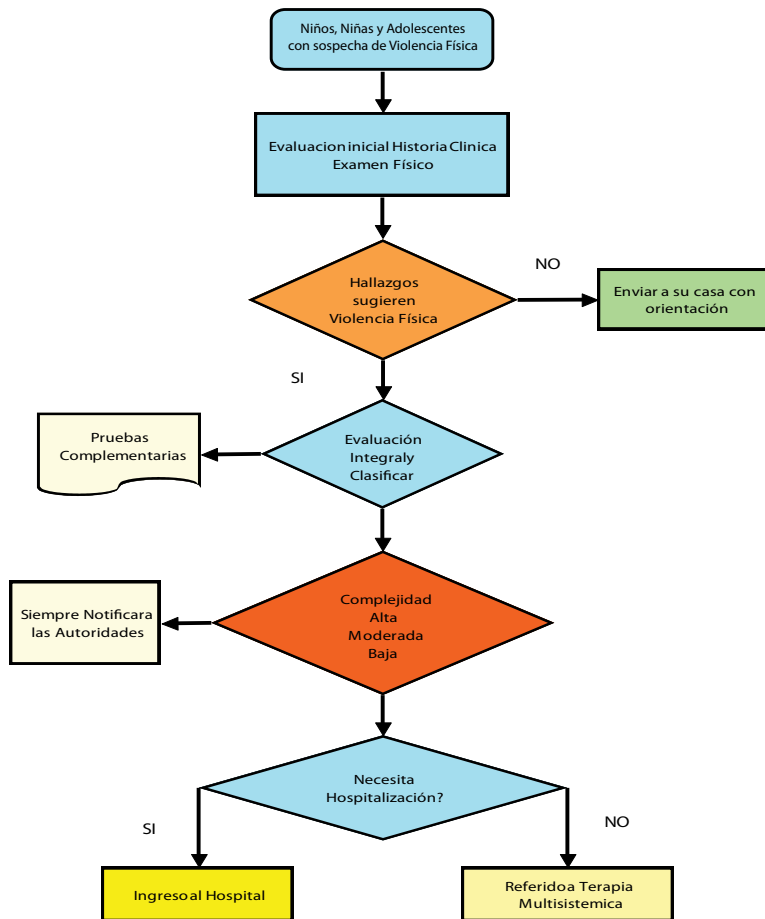 Niños, Niñas y Adolescentes
con sospecha de Violencia Física
Evaluacion inicial Historia Clinica
Examen Físico
Hallazgos
sugieren
Violencia Física
NO
Enviar a su casa con
orientación
SI
Pruebas
Complementarias
Evaluación
Integraly
Clasificar
Siempre Notificara
las Autoridades
Complejidad
Alta
Moderada
Baja
Necesita
Hospitalización?
SI
NO
Ingresoal Hospital
Referidoa Terapia
Multisistemica